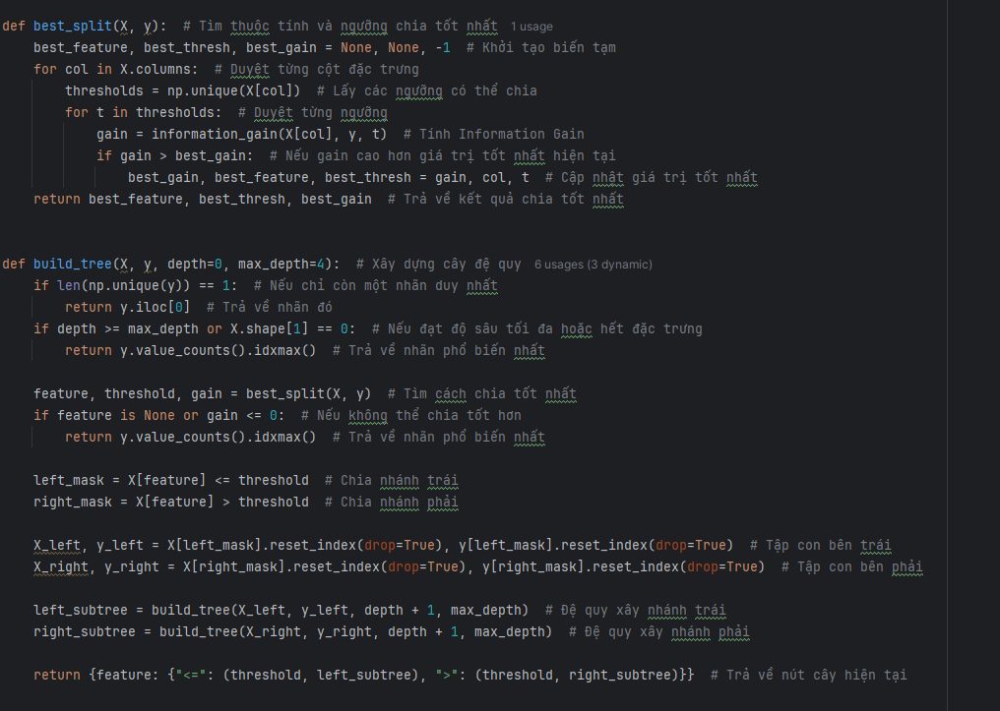 def best_split(X, y):  # Tìm thuộc tính và ngưỡng chia tốt nhất 1 usage
    best_feature, best_thresh, best_gain = None, None, -1  # Khởi tạo biến tạm
    for col in X.columns:  # Duyệt từng cột đặc trưng
        thresholds = np.unique(X[col])  # Lấy các ngưỡng có thể chia
        for t in thresholds:  # Duyệt từng ngưỡng
            gain = information_gain(X[col], y, t)  # Tính Information Gain
            if gain > best_gain:  # Nếu gain cao hơn giá trị tốt nhất hiện tại
                best_gain, best_feature, best_thresh = gain, col, t  # Cập nhật giá trị tốt nhất
    return best_feature, best_thresh, best_gain  # Trả về kết quả chia tốt nhất
def build_tree(X, y, depth=0, max_depth=4):  # Xây dựng cây đệ quy 6 usages (3 dynamic)
    if len(np.unique(y)) == 1:  # Nếu chỉ còn một nhãn duy nhất
        return y.iloc[0]  # Trả về nhãn đó
    if depth >= max_depth or X.shape[1] == 0:  # Nếu đạt độ sâu tối đa hoặc hết đặc trưng
        return y.value_counts().idxmax()  # Trả về nhãn phổ biến nhất
    feature, threshold, gain = best_split(X, y)  # Tìm cách chia tốt nhất
    if feature is None or gain <= 0:  # Nếu không thể chia tốt hơn
        return y.value_counts().idxmax()  # Trả về nhãn phổ biến nhất
    left_mask = X[feature] <= threshold  # Chia nhánh trái
    right_mask = X[feature] > threshold  # Chia nhánh phải
    X_left, y_left = X[left_mask].reset_index(drop=True), y[left_mask].reset_index(drop=True)  # Tập con bên trái
    X_right, y_right = X[right_mask].reset_index(drop=True), y[right_mask].reset_index(drop=True)  # Tập con bên phải
    left_subtree = build_tree(X_left, y_left, depth + 1, max_depth)  # Đệ quy xây nhánh trái
    right_subtree = build_tree(X_right, y_right, depth + 1, max_depth)  # Đệ quy xây nhánh phải
    return {feature: {"<=": (threshold, left_subtree), ">": (threshold, right_subtree)}}  # Trả về nút cây hiện tại